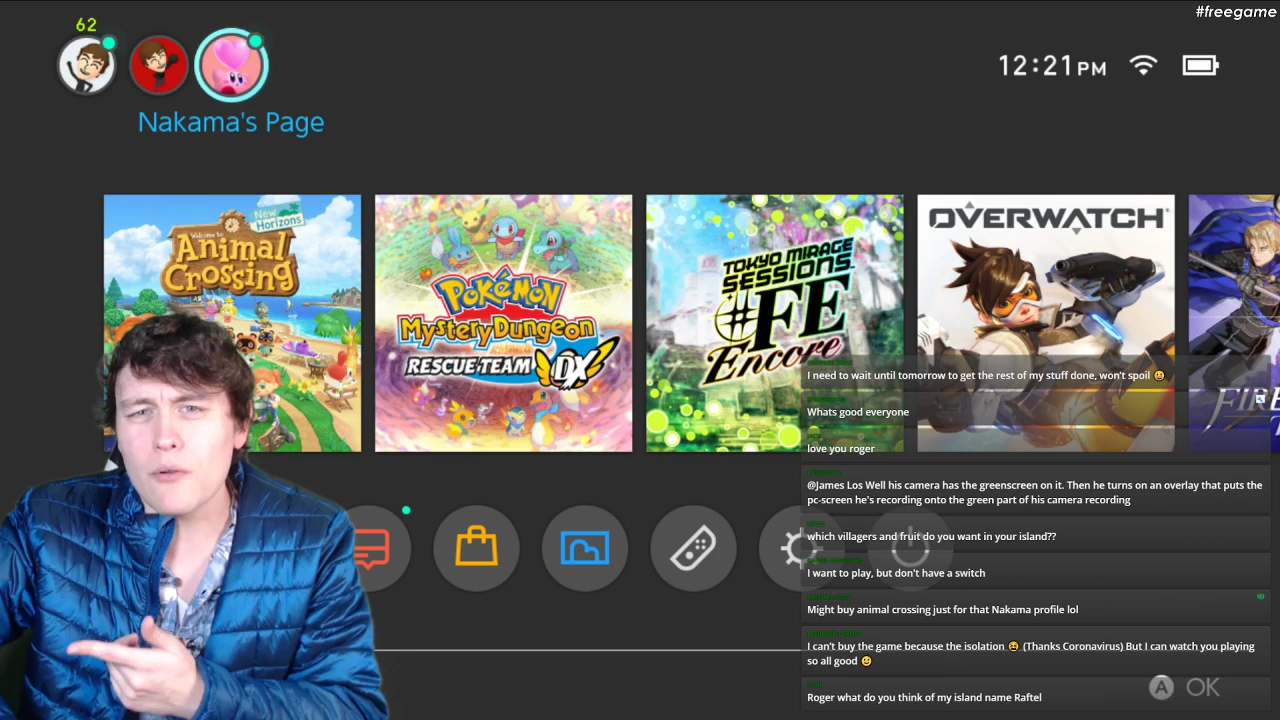 #freegame
62
12:21 PM
Nakama's Page
New
Horizons
Welcome to
Animal
Crossing
POKéMON
Mystery Dungeon
RESCUE TEAM DX
TOKYO MIRAGE
SESSIONS
#FE
Encore
OVERWATCH
I need to wait until tomorrow to get the rest of my stuff done, won't spoil 😀
Whats good everyone
love you roger
@James Los Well his camera has the greenscreen on it. Then he turns on an overlay that puts the
pc-screen he's recording onto the green part of his camera recording
which villagers and fruit do you want in your island??
I want to play, but don't have a switch
Might buy animal crossing just for that Nakama profile lol
I can't buy the game because the isolation 😫 (Thanks Coronavirus) But I can watch you playing
so all good 🙂
Roger what do you think of my island name Raftel
A OK